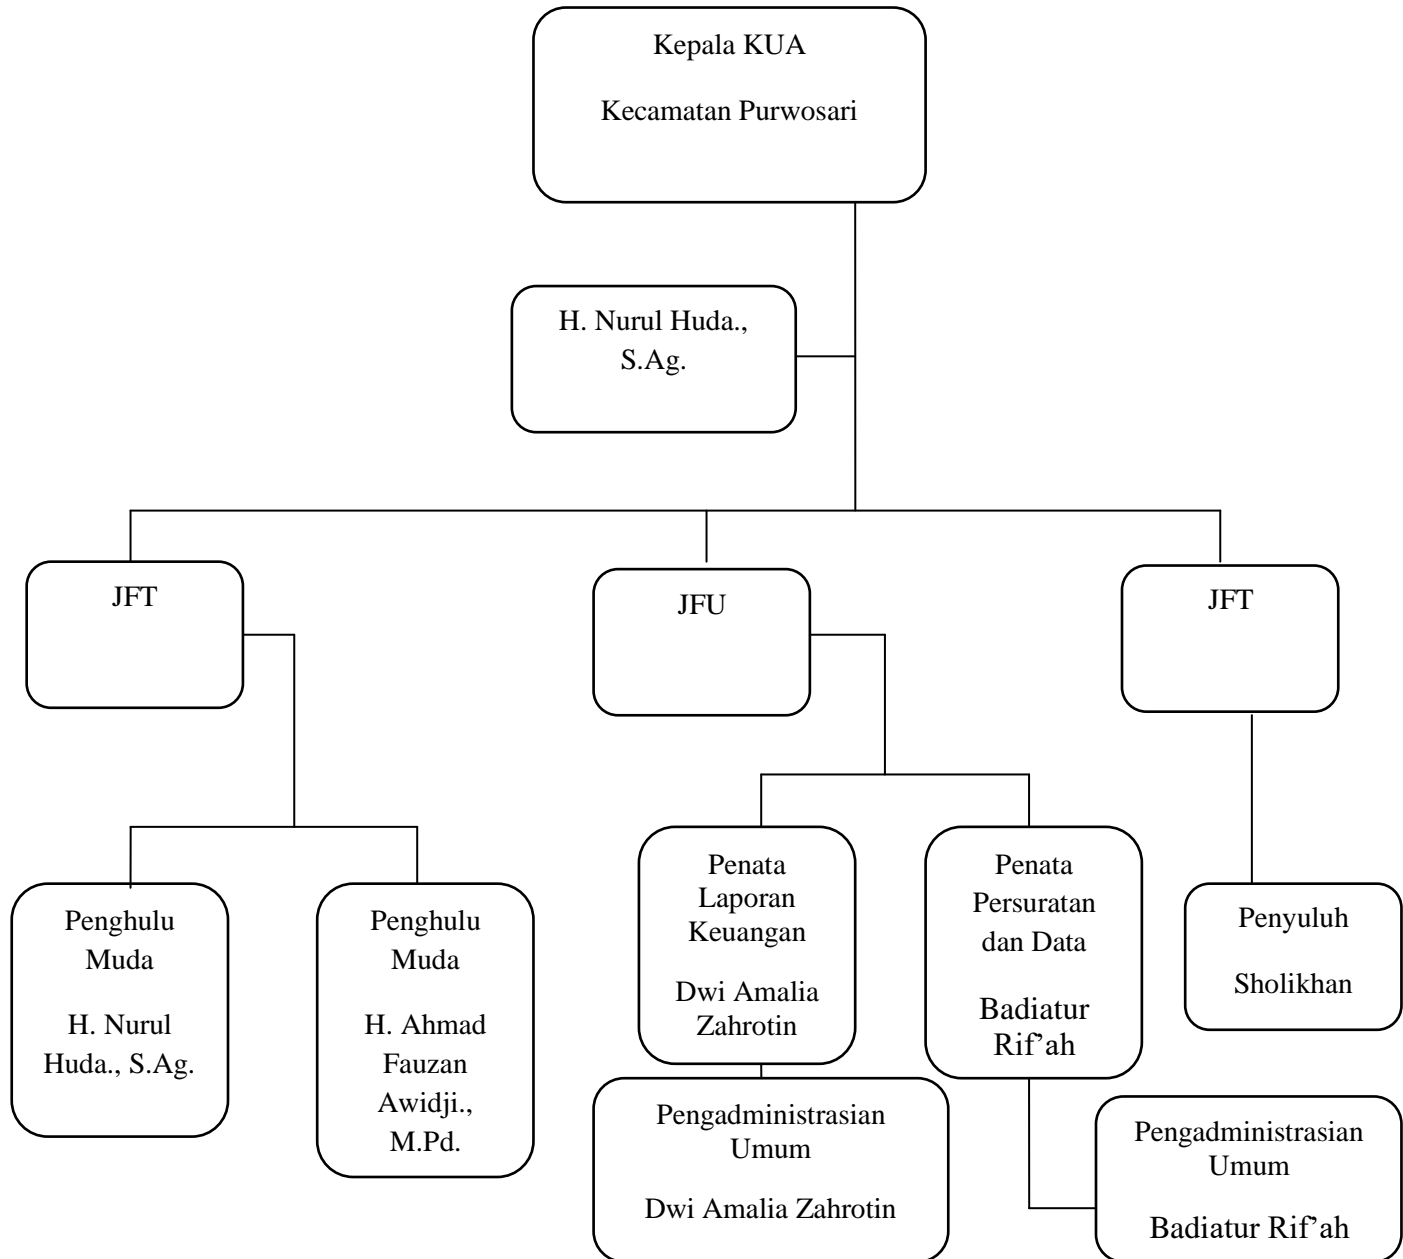 Kepala KUA
Kecamatan Purwosari
H. Nurul Huda.,
S.Ag.
JFT
JFU
JFT
Penghulu
Muda
H. Nurul
Huda., S.Ag.
Penghulu
Muda
H. Ahmad
Fauzan
Awidji.,
M.Pd.
Penata
Laporan
Keuangan
Dwi Amalia
Zahrotin
Penata
Persuratan
dan Data
Badiatur
Rif’ah
Penyuluh
Sholikhan
Pengadministrasian
Umum
Dwi Amalia Zahrotin
Pengadministrasian
Umum
Badiatur Rif’ah